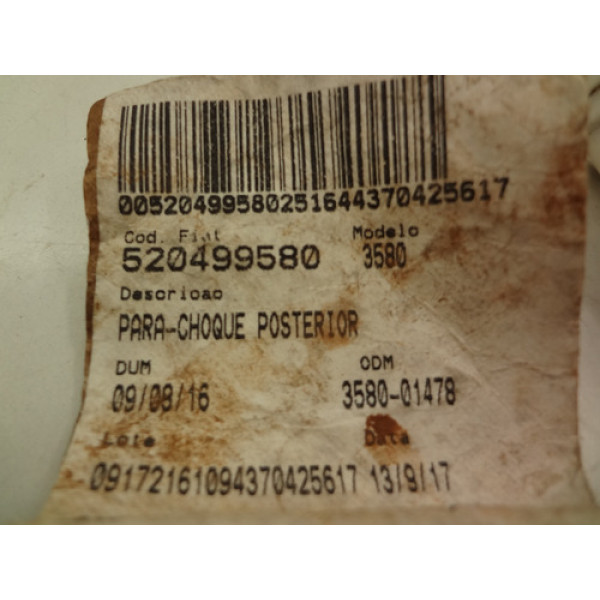 00520499580251644370425617
Cod. Fiat Modelo
520499580 3580
Descricao
PARA-CHOQUE POSTERIOR
DUM ODM
09/08/16 3580-01478
Lote Data
09172161094370425617 13/9/17